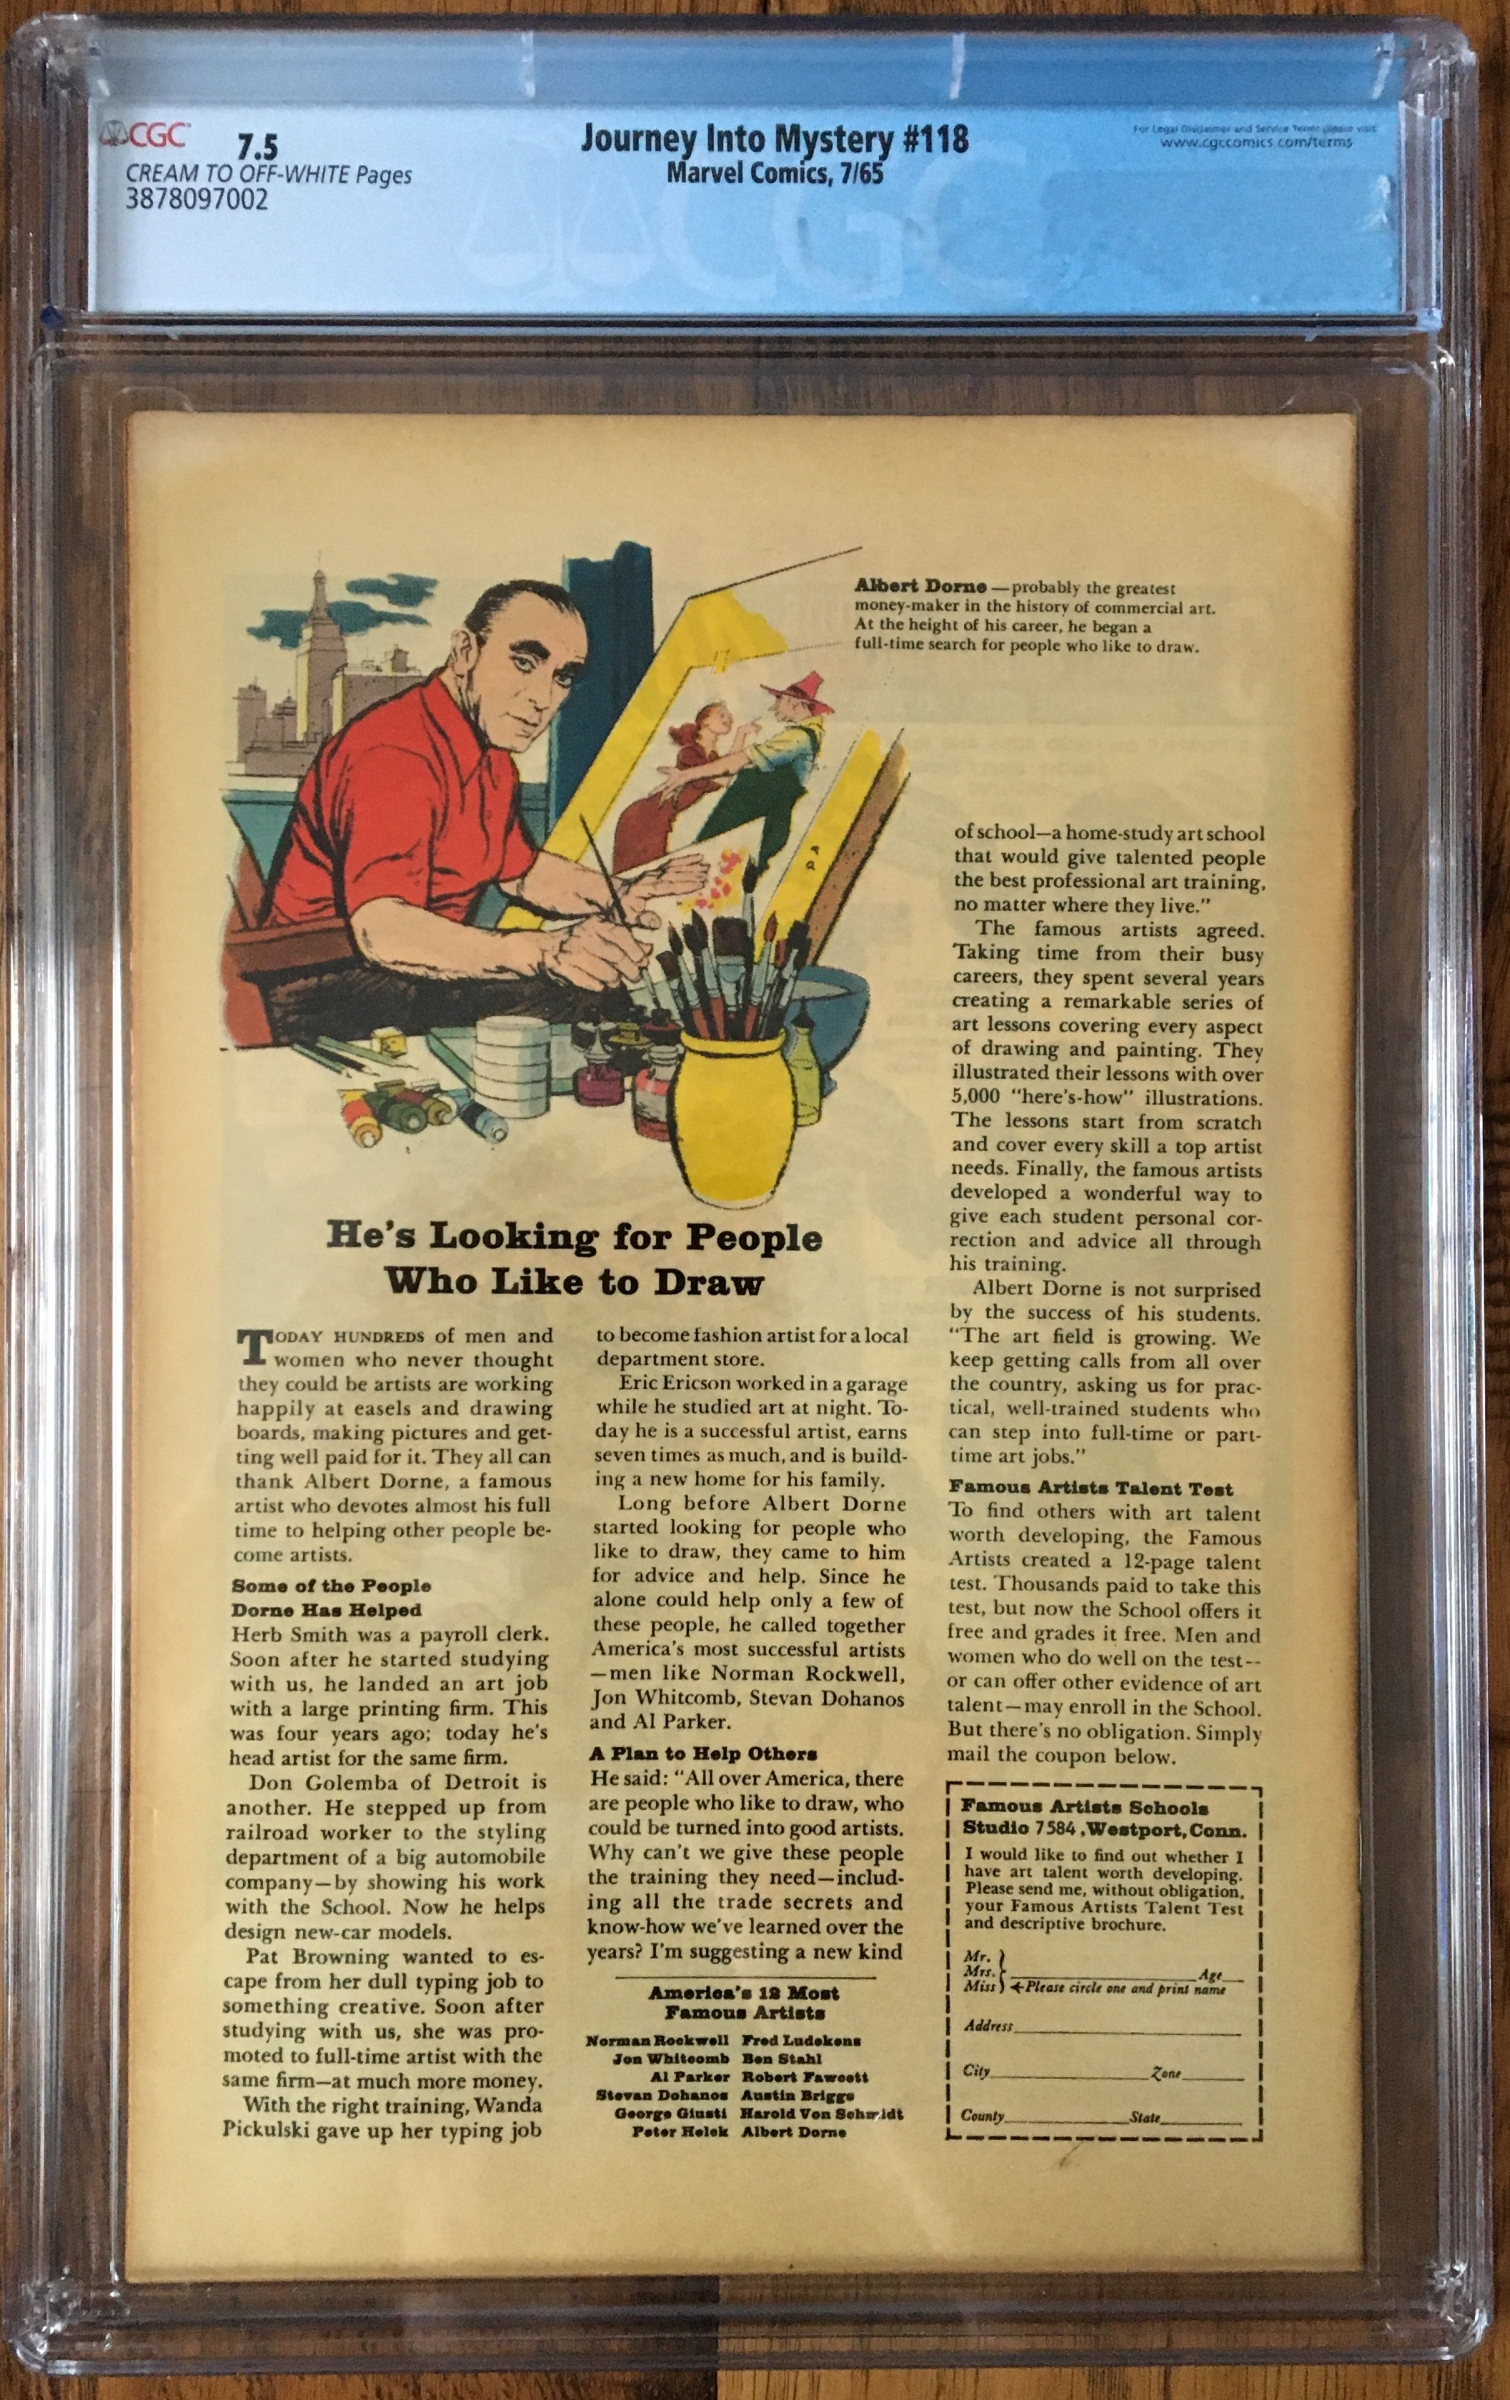 CGC
7.5
CREAM TO OFF-WHITE Pages
3878097002
Journey Into Mystery #118
Marvel Comics, 7/65
For Legal Disclaimer and Service Terms please visit
www.cgccomics.com/terms
CGC
Albert Dorne—probably the greatest
money-maker in the history of commercial art.
At the height of his career, he began a
full-time search for people who like to draw.
He's Looking for People
Who Like to Draw
TODAY HUNDREDS of men and
women who never thought
they could be artists are working
happily at easels and drawing
boards, making pictures and get-
ting well paid for it. They all can
thank Albert Dorne, a famous
artist who devotes almost his full
time to helping other people be-
come artists.
Some of the People
Dorne Has Helped
Herb Smith was a payroll clerk.
Soon after he started studying
with us, he landed an art job
with a large printing firm. This
was four years ago; today he's
head artist for the same firm.
Don Golemba of Detroit is
another. He stepped up from
railroad worker to the styling
department of a big automobile
company—by showing his work
with the School. Now he helps
design new-car models.
Pat Browning wanted to es-
cape from her dull typing job to
something creative. Soon after
studying with us, she was pro-
moted to full-time artist with the
same firm—at much more money.
With the right training, Wanda
Pickulski gave up her typing job
to become fashion artist for a local
department store.
Eric Ericson worked in a garage
while he studied art at night. To-
day he is a successful artist, earns
seven times as much, and is build-
ing a new home for his family.
Long before Albert Dorne
started looking for people who
like to draw, they came to him
for advice and help. Since he
alone could help only a few of
these people, he called together
America's most successful artists
—men like Norman Rockwell,
Jon Whitcomb, Stevan Dohanos
and Al Parker.
A Plan to Help Others
He said: "All over America, there
are people who like to draw, who
could be turned into good artists.
Why can't we give these people
the training they need—includ-
ing all the trade secrets and
know-how we've learned over the
years? I'm suggesting a new kind
America's 12 Most
Famous Artists
Norman Rockwell Fred Ludekens
Jon Whitcomb Ben Stahl
Al Parker Robert Fawcett
Stevan Dohanos Austin Briggs
George Giusti Harold Von Schmidt
Peter Helck Albert Dorne
of school—a home-study art school
that would give talented people
the best professional art training,
no matter where they live."
The famous artists agreed.
Taking time from their busy
careers, they spent several years
creating a remarkable series of
art lessons covering every aspect
of drawing and painting. They
illustrated their lessons with over
5,000 "here's-how" illustrations.
The lessons start from scratch
and cover every skill a top artist
needs. Finally, the famous artists
developed a wonderful way to
give each student personal cor-
rection and advice all through
his training.
Albert Dorne is not surprised
by the success of his students.
"The art field is growing. We
keep getting calls from all over
the country, asking us for prac-
tical, well-trained students who
can step into full-time or part-
time art jobs."
Famous Artists Talent Test
To find others with art talent
worth developing, the Famous
Artists created a 12-page talent
test. Thousands paid to take this
test, but now the School offers it
free and grades it free. Men and
women who do well on the test--
or can offer other evidence of art
talent—may enroll in the School.
But there's no obligation. Simply
mail the coupon below.
Famous Artists Schools
Studio 7584, Westport, Conn.
I would like to find out whether I
have art talent worth developing.
Please send me, without obligation,
your Famous Artists Talent Test
and descriptive brochure.
Mr.
Mrs. Age
Miss ←Please circle one and print name
Address
City Zone
County State